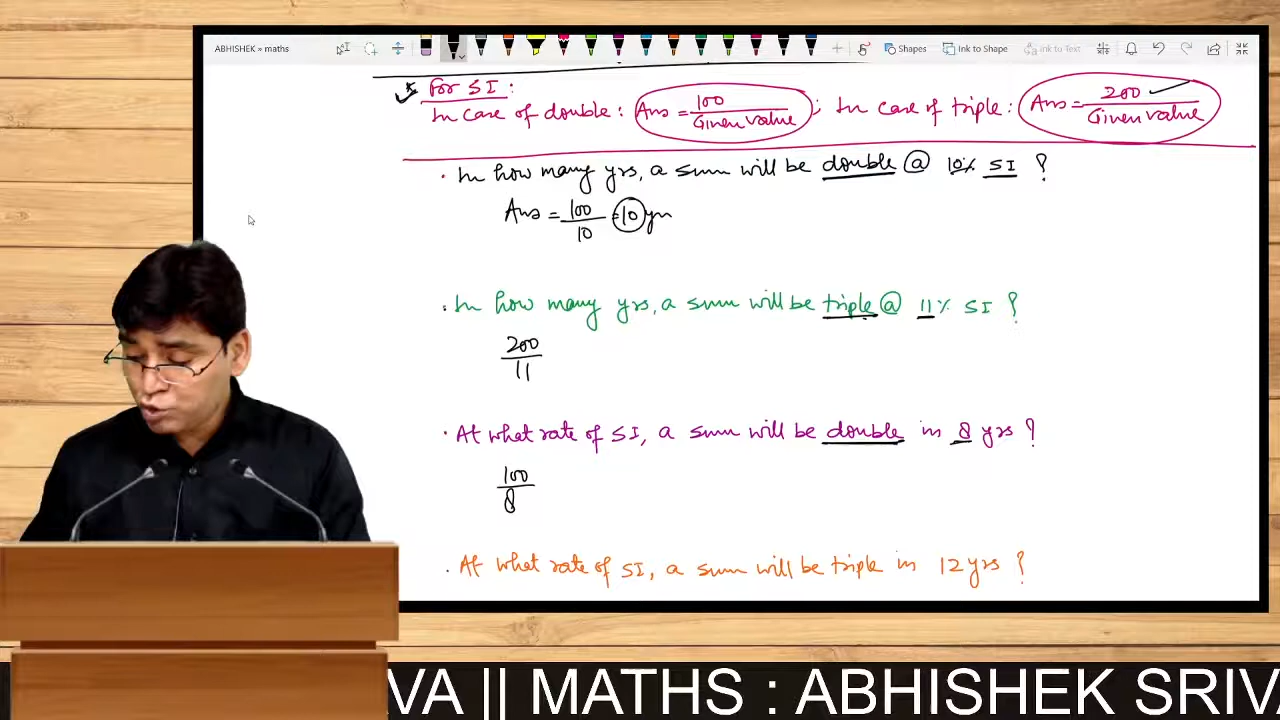 ABHISHEK » maths
Shapes
Ink to Shape
Ink to Text
* For SI :
In case of double : Ans = 100/Given value ; In case of triple : Ans = 200/Given value
· In how many yrs, a sum will be double @ 10% SI ?
Ans = 100/10 = 10 yrs
· In how many yrs, a sum will be triple @ 11% SI ?
200/11
· At what rate of SI, a sum will be double in 8 yrs ?
100/8
· At what rate of SI, a sum will be triple in 12 yrs ?
VA || MATHS : ABHISHEK SRIVA